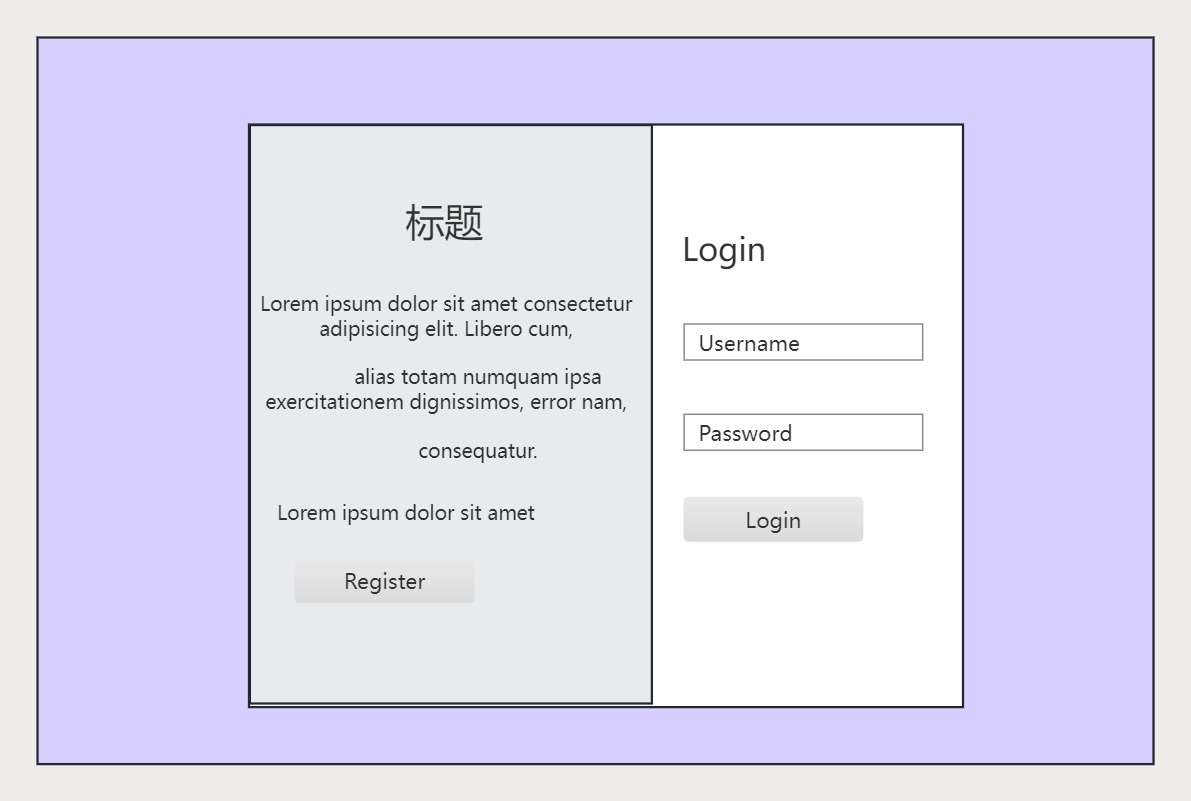 标题
Lorem ipsum dolor sit amet consectetur
adipisicing elit. Libero cum,
alias totam numquam ipsa
exercitationem dignissimos, error nam,
consequatur.
Lorem ipsum dolor sit amet
Register
Login
Username
Password
Login